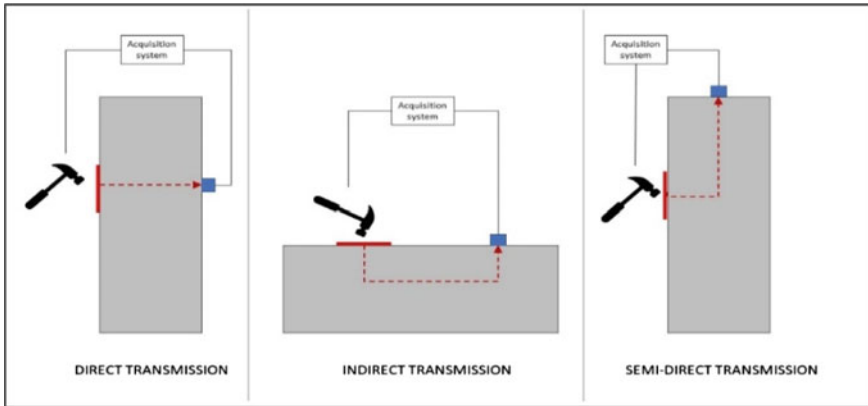 Acquisition
system
Acquisition
system
Acquisition
system
DIRECT TRANSMISSION
INDIRECT TRANSMISSION
SEMI-DIRECT TRANSMISSION